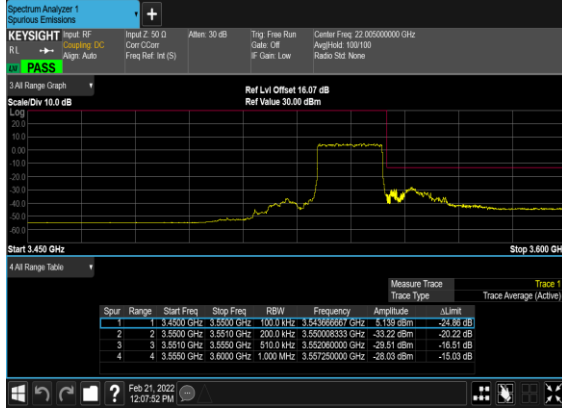 Spectrum Analyzer 1
Spurious Emissions
KEYSIGHT Input: RF Input Z: 50 Ω Atten: 30 dB Trig: Free Run Center Freq: 22.005000000 GHz
RL Coupling: DC Corr CCorr Gate: Off Avg|Hold: 100/100
Align: Auto Freq Ref: Int (S) IF Gain: Low Radio Std: None
PASS
3 All Range Graph
Ref Lvl Offset 16.07 dB
Scale/Div 10.0 dB Ref Value 30.00 dBm
Log
20.0
10.0
0.00
-10.0
-20.0
-30.0
-40.0
-50.0
-60.0
Start 3.450 GHz Stop 3.600 GH
4 All Range Table
Measure Trace Trace 1
Trace Type Trace Average (Active)
Spur Range Start Freq Stop Freq RBW Frequency Amplitude ΔLimit
1 1 3.4500 GHz 3.5500 GHz 100.0 kHz 3.543666667 GHz 5.139 dBm -24.86 dB
2 2 3.5500 GHz 3.5510 GHz 200.0 kHz 3.550008333 GHz -33.22 dBm -20.22 dB
3 3 3.5510 GHz 3.5550 GHz 510.0 kHz 3.552060000 GHz -29.51 dBm -16.51 dB
4 4 3.5550 GHz 3.6000 GHz 1.000 MHz 3.557250000 GHz -28.03 dBm -15.03 dB
? Feb 21, 2022
12:07:52 PM